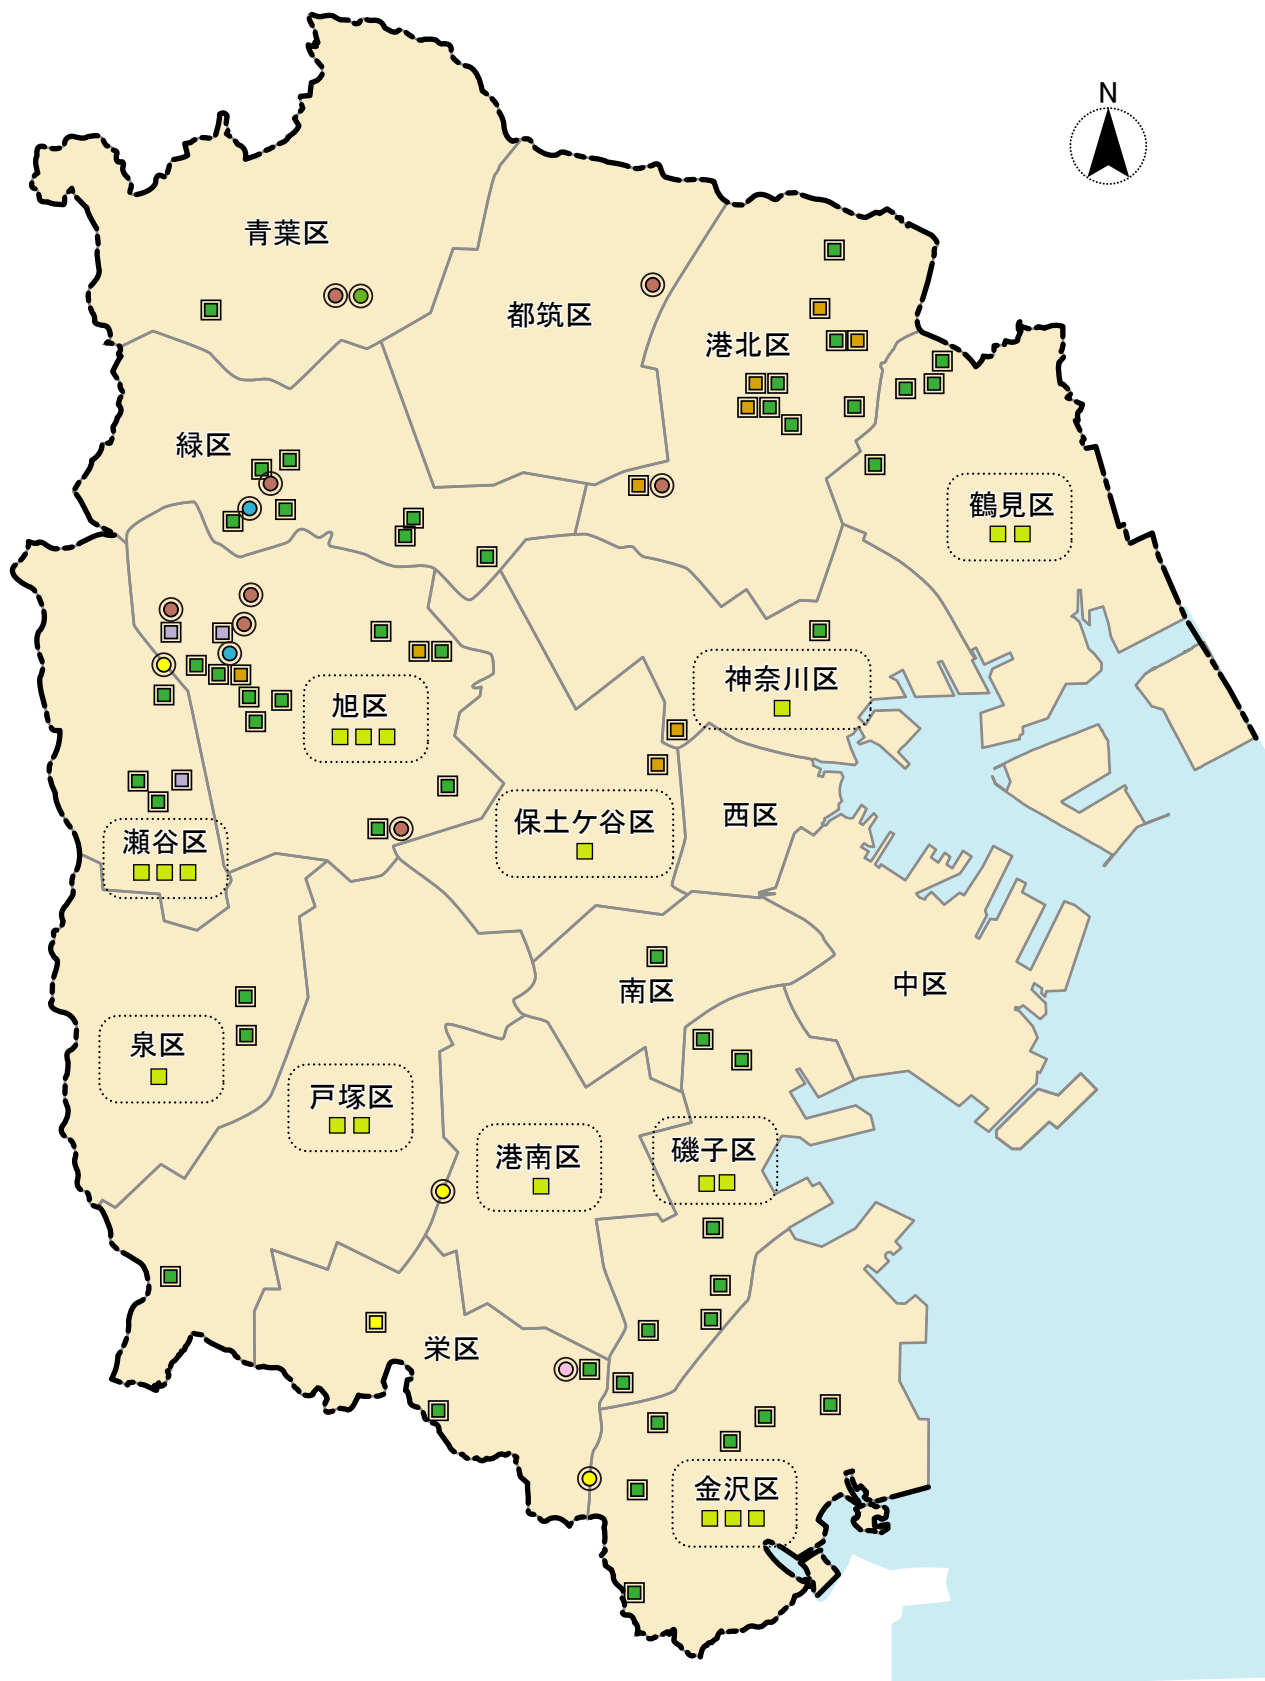 N
青葉区
都筑区
港北区
緑区
鶴見区
神奈川区
旭区
保土ケ谷区
西区
瀬谷区
中区
南区
泉区
戸塚区
港南区
磯子区
栄区
金沢区